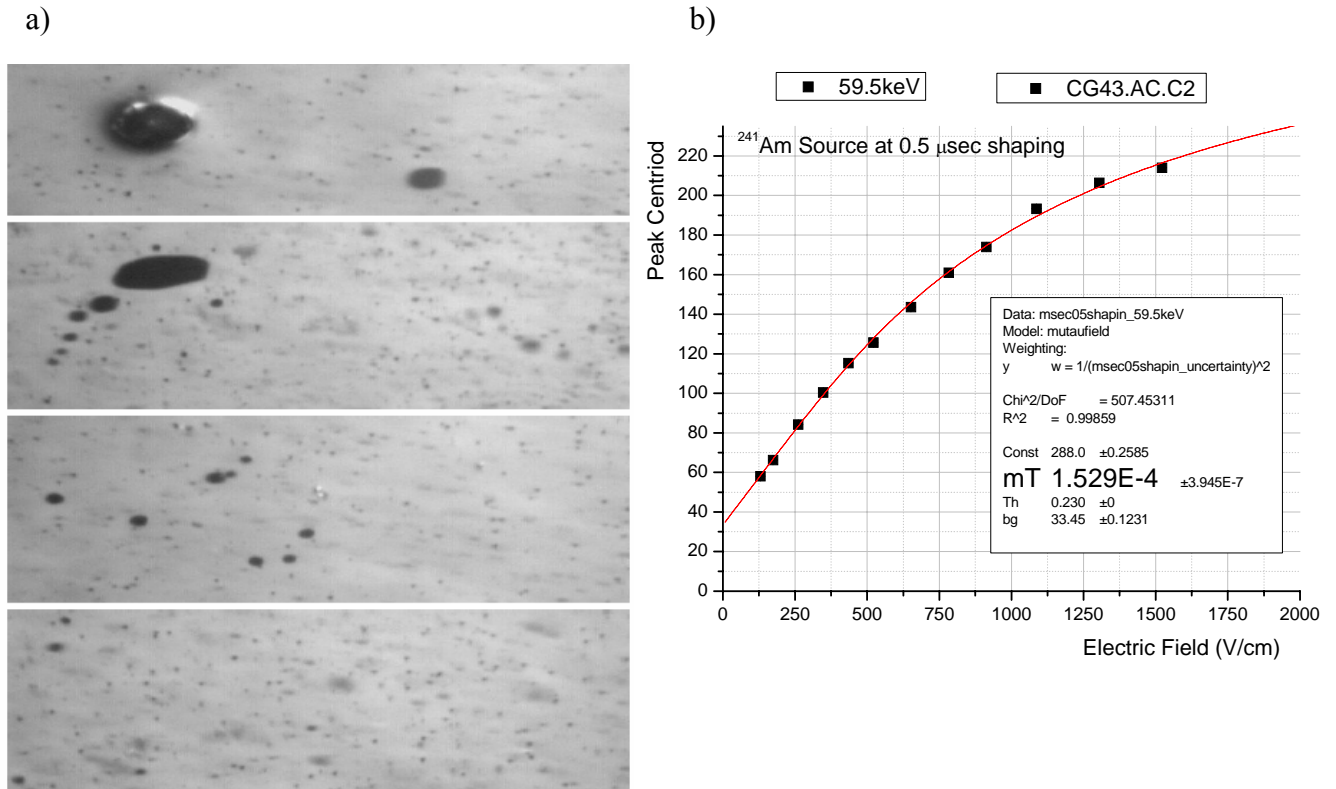 a)
b)
59.5keV
CG43.AC.C2
²⁴¹Am Source at 0.5 μsec shaping
Peak Centriod
220
200
180
160
140
120
100
80
60
40
20
0
0 250 500 750 1000 1250 1500 1750 2000
Electric Field (V/cm)
Data: msec05shapin_59.5keV
Model: mutaufield
Weighting:
y w = 1/(msec05shapin_uncertainty)^2
Chi^2/DoF = 507.45311
R^2 = 0.99859
Const 288.0 ±0.2585
mT 1.529E-4 ±3.945E-7
Th 0.230 ±0
bg 33.45 ±0.1231